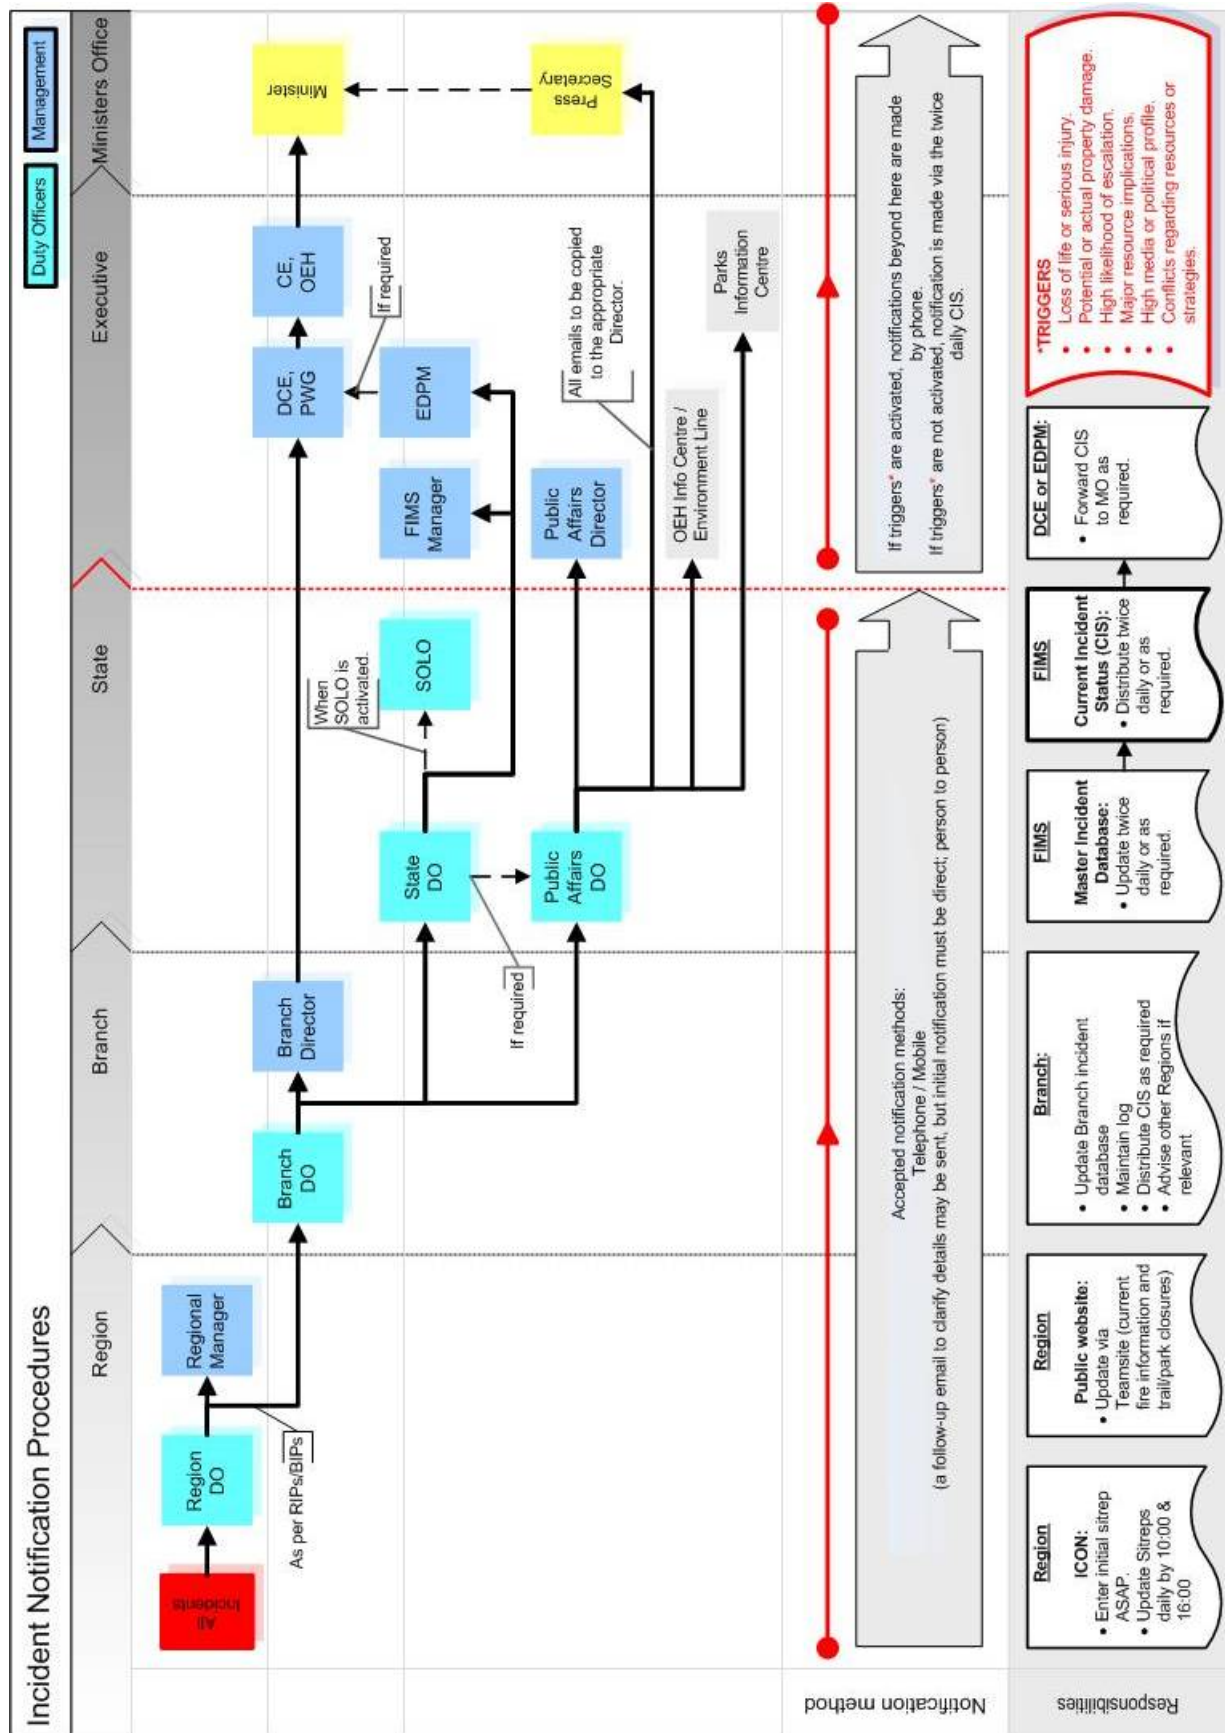 Incident Notification Procedures
Duty Officers
Management
Region
Branch
State
Executive
Ministers Office
All
Incidents
Region
DO
Regional
Manager
As per RIPs/BIPs
Branch
DO
Branch
Director
State
DO
If required
Public
Affairs
DO
When
SOLO is
activated.
SOLO
FIMS
Manager
EDPM
If required
DCE,
PWG
CE,
OEH
Minister
Public
Affairs
Director
All emails to be copied
to the appropriate
Director.
Press
Secretary
OEH Info Centre /
Environment Line
Parks
Information
Centre
Notification method
Accepted notification methods:
Telephone / Mobile
(a follow-up email to clarify details may be sent, but initial notification must be direct; person to person)
If triggers* are activated, notifications beyond here are made
by phone.
If triggers* are not activated, notification is made via the twice
daily CIS.
Responsibilities
Region
ICON:
• Enter initial sitrep
ASAP.
• Update Sitreps
daily by 10:00 &
16:00
Region
Public website:
• Update via
Teamsite (current
fire information and
trail/park closures)
Branch:
• Update Branch incident
database
• Maintain log
• Distribute CIS as required
• Advise other Regions if
relevant
FIMS
Master Incident
Database:
• Update twice
daily or as
required.
FIMS
Current Incident
Status (CIS):
• Distribute twice
daily or as
required.
DCE or EDPM:
• Forward CIS
to MO as
required.
*TRIGGERS
• Loss of life or serious injury.
• Potential or actual property damage.
• High likelihood of escalation.
• Major resource implications.
• High media or political profile.
• Conflicts regarding resources or
strategies.